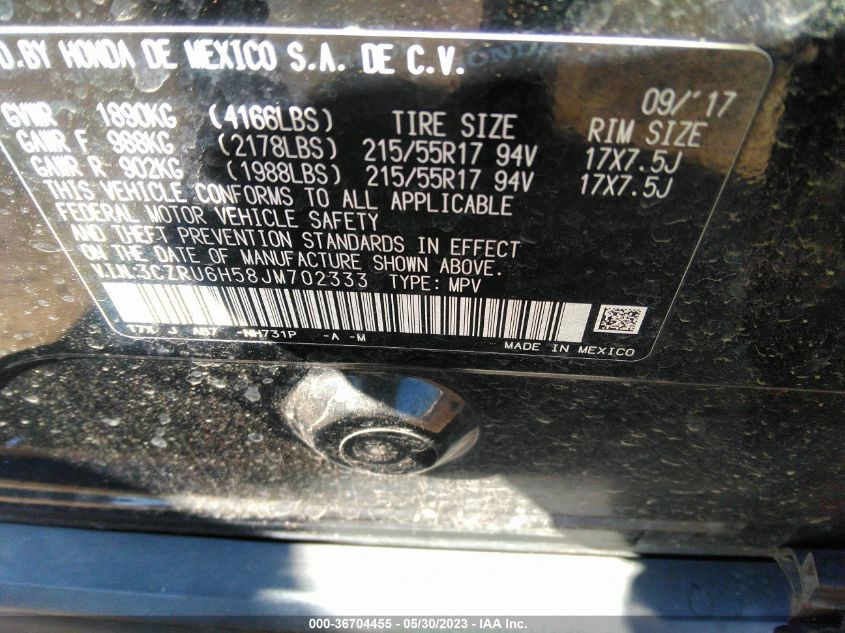 D.BY HONDA DE MEXICO S.A. DE C.V.
09/'17
GVWR 1890KG (4166LBS) TIRE SIZE RIM SIZE
GAWR F 988KG (2178LBS) 215/55R17 94V 17X7.5J
GAWR R 902KG (1988LBS) 215/55R17 94V 17X7.5J
THIS VEHICLE CONFORMS TO ALL APPLICABLE
FEDERAL MOTOR VEHICLE SAFETY
AND THEFT PREVENTION STANDARDS IN EFFECT
ON THE DATE OF MANUFACTURE SHOWN ABOVE.
V.I.N. 3CZRU6H58JM702333 TYPE: MPV
J AB7 NH731P -A -M
MADE IN MEXICO
000-36704455 - 05/30/2023 - IAA Inc.